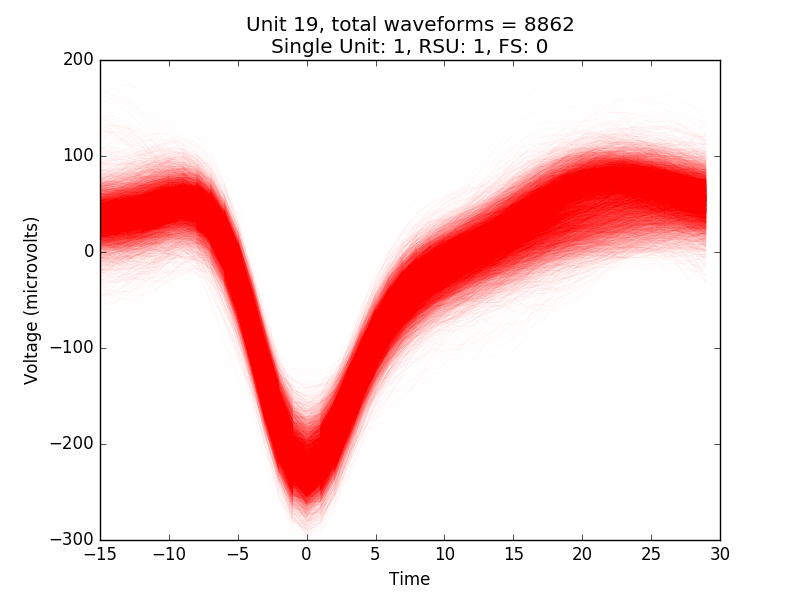 Unit 19, total waveforms = 8862
Single Unit: 1, RSU: 1, FS: 0
200
100
0
−100
−200
−300
Voltage (microvolts)
−15 −10 −5 0 5 10 15 20 25 30
Time